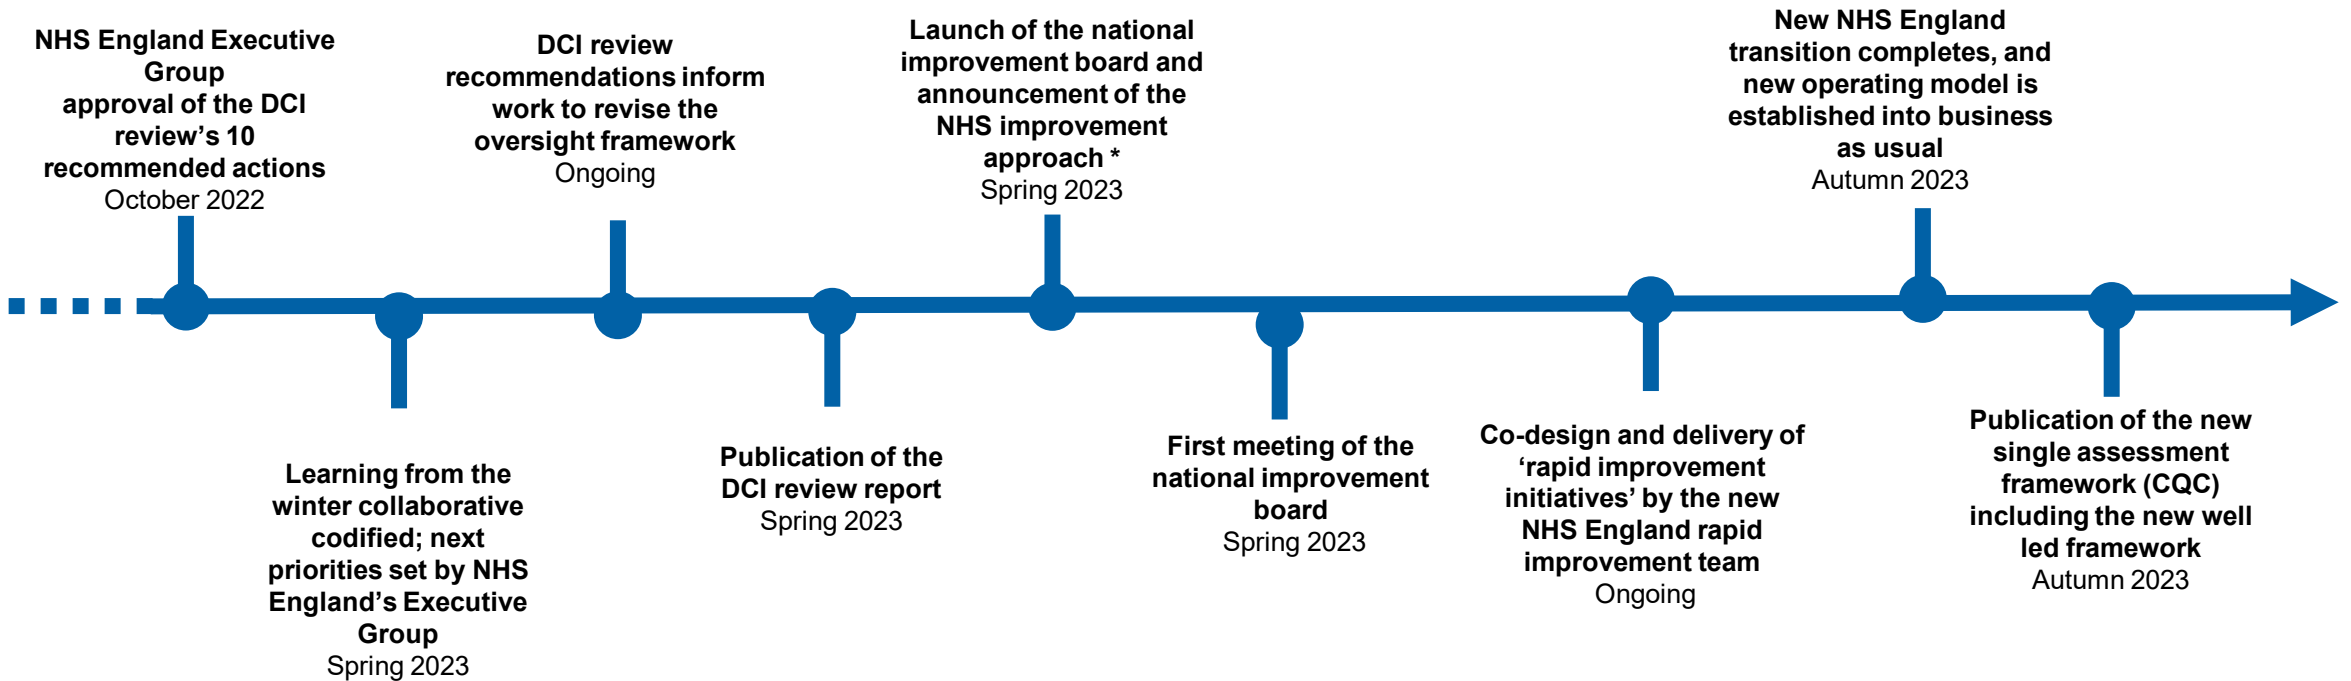 NHS England Executive
Group
approval of the DCI
review’s 10
recommended actions
October 2022
Learning from the
winter collaborative
codified; next
priorities set by NHS
England’s Executive
Group
Spring 2023
DCI review
recommendations inform
work to revise the
oversight framework
Ongoing
Publication of the
DCI review report
Spring 2023
Launch of the national
improvement board and
announcement of the
NHS improvement
approach *
Spring 2023
First meeting of the
national improvement
board
Spring 2023
Co-design and delivery of
‘rapid improvement
initiatives’ by the new
NHS England rapid
improvement team
Ongoing
New NHS England
transition completes, and
new operating model is
established into business
as usual
Autumn 2023
Publication of the new
single assessment
framework (CQC)
including the new well
led framework
Autumn 2023